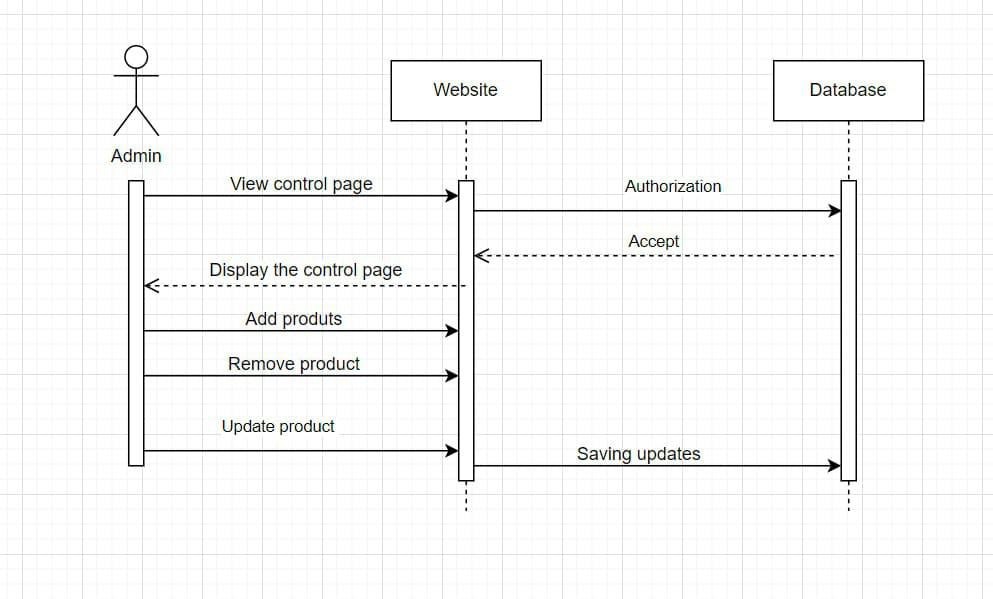 Website
Database
Admin
View control page
Authorization
Accept
Display the control page
Add produts
Remove product
Update product
Saving updates